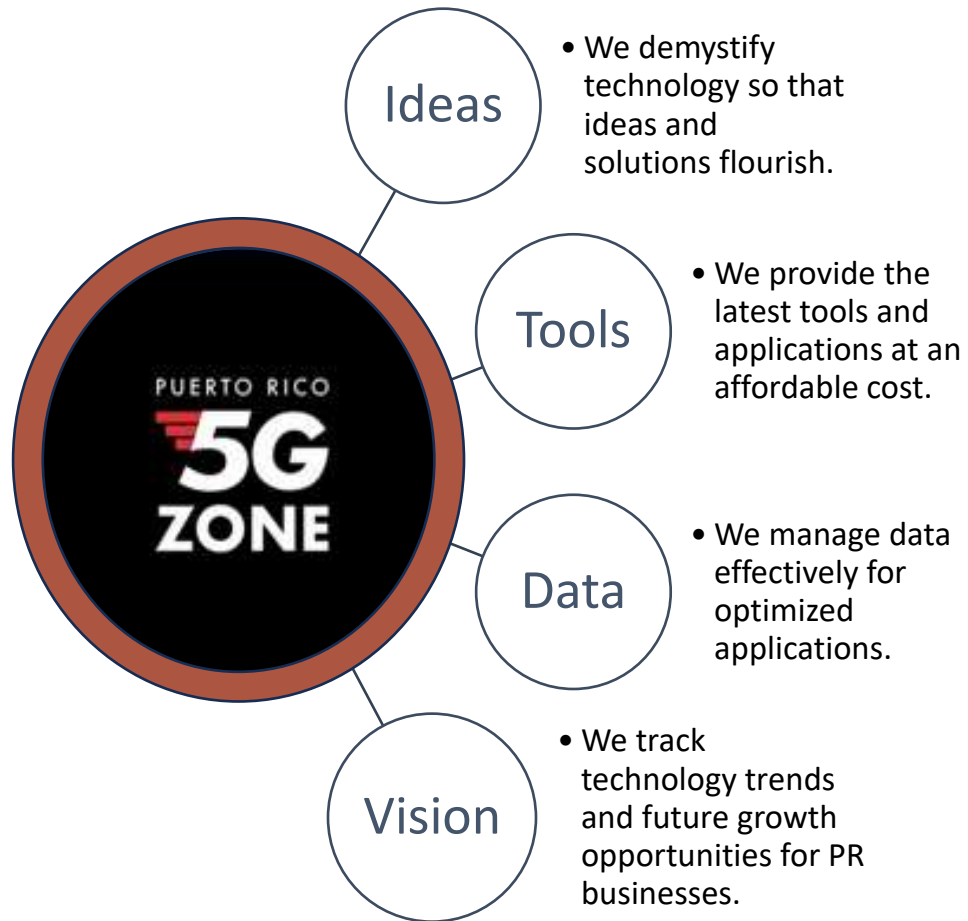 Ideas
• We demystify
technology so that
ideas and
solutions flourish.
PUERTO RICO
5G
ZONE
Tools
• We provide the
latest tools and
applications at an
affordable cost.
Data
• We manage data
effectively for
optimized
applications.
Vision
• We track
technology trends
and future growth
opportunities for PR
businesses.